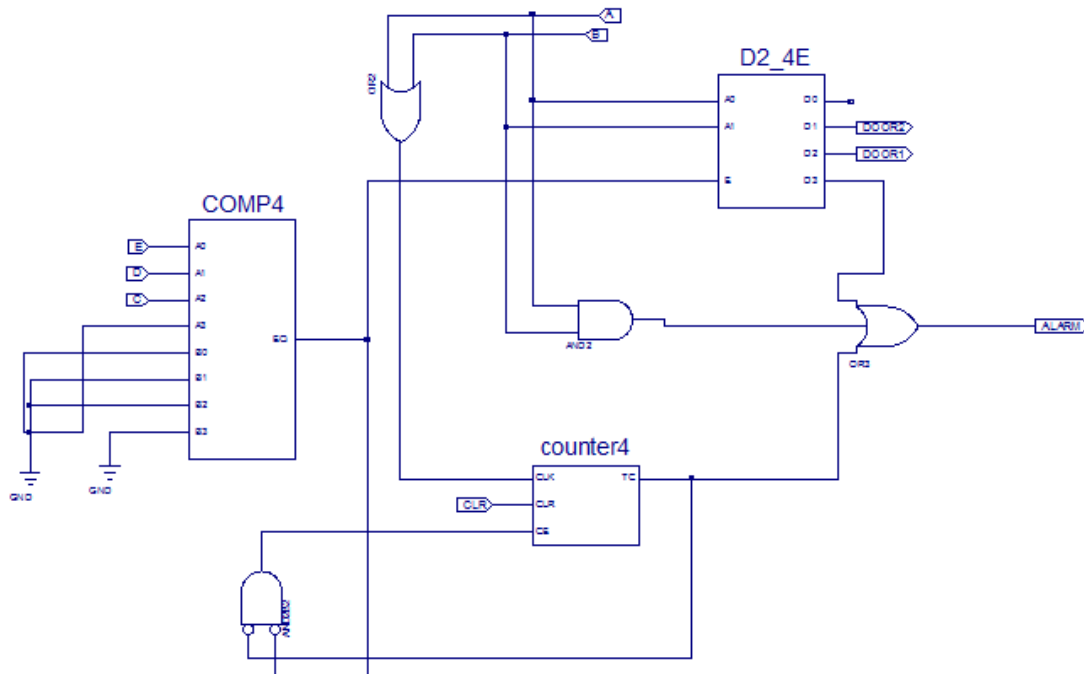 A
B
OR2
D2_4E
A0
D0
A1
D1
DOOR2
D2
DOOR1
E
D3
COMP4
E
A0
D
A1
C
A2
A3
B0
EQ
B1
B2
B3
AND2
OR3
ALARM
GND
GND
counter4
CLK
TC
CLR
CLR
CE
AND2B2